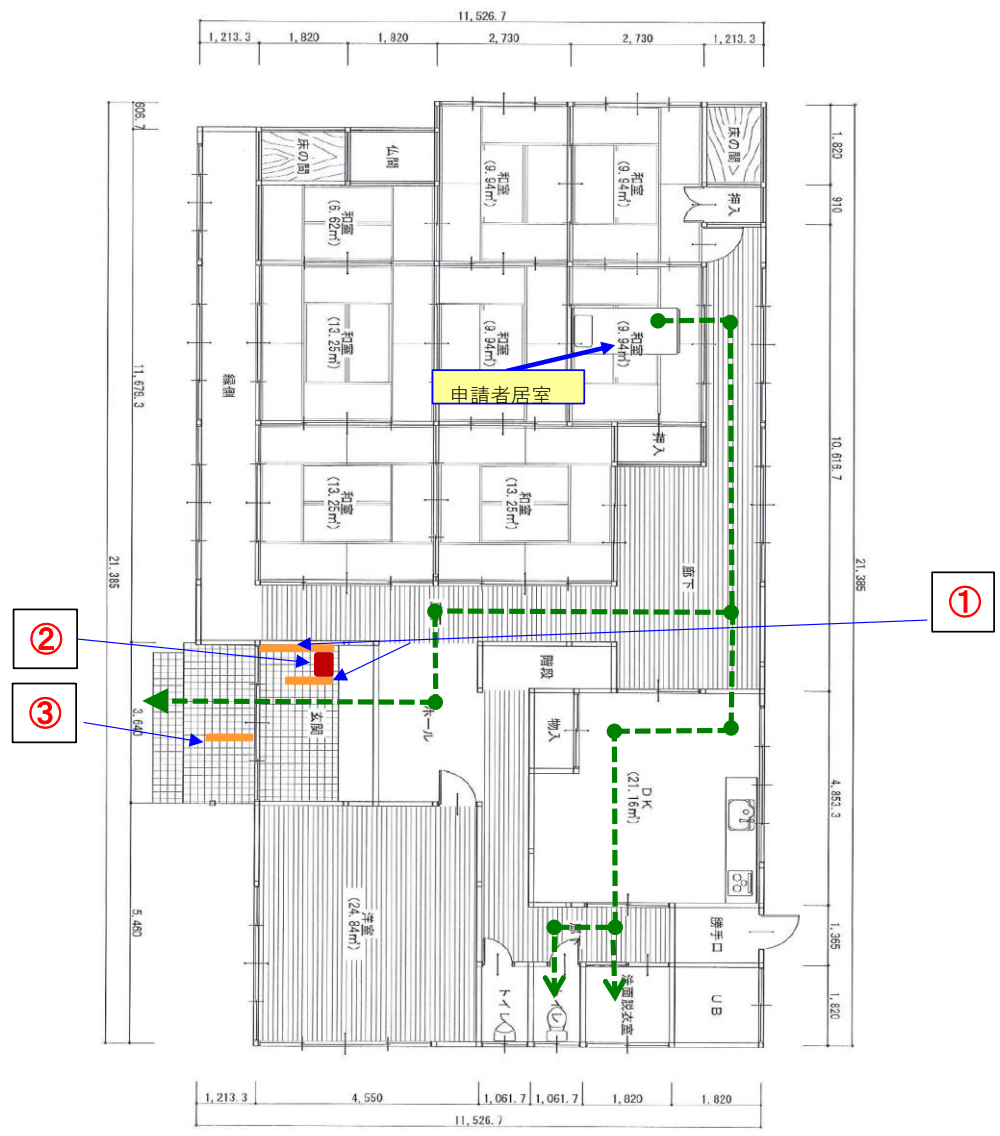 11,526.7
1,213.3
1,820
1,820
2,730
2,730
1,213.3
606.7
11,678.3
21,385
3,640
5,460
1,820
910
10,616.7
21,385
4,853.3
1,365
1,820
床の間
仏間
和室
(9.94㎡)
和室
(9.94㎡)
床の間
押入
和室
(6.62㎡)
和室
(13.25㎡)
和室
(9.94㎡)
和室
(9.94㎡)
申請者居室
縁側
押入
和室
(13.25㎡)
和室
(13.25㎡)
廊下
①
②
③
階段
玄関
ホール
物入
DK
(21.16㎡)
洋室
(24.84㎡)
廊下
勝手口
トイレ
トイレ
洗面脱衣室
UB
1,213.3
4,550
1,061.7
1,061.7
1,820
1,820
11,526.7